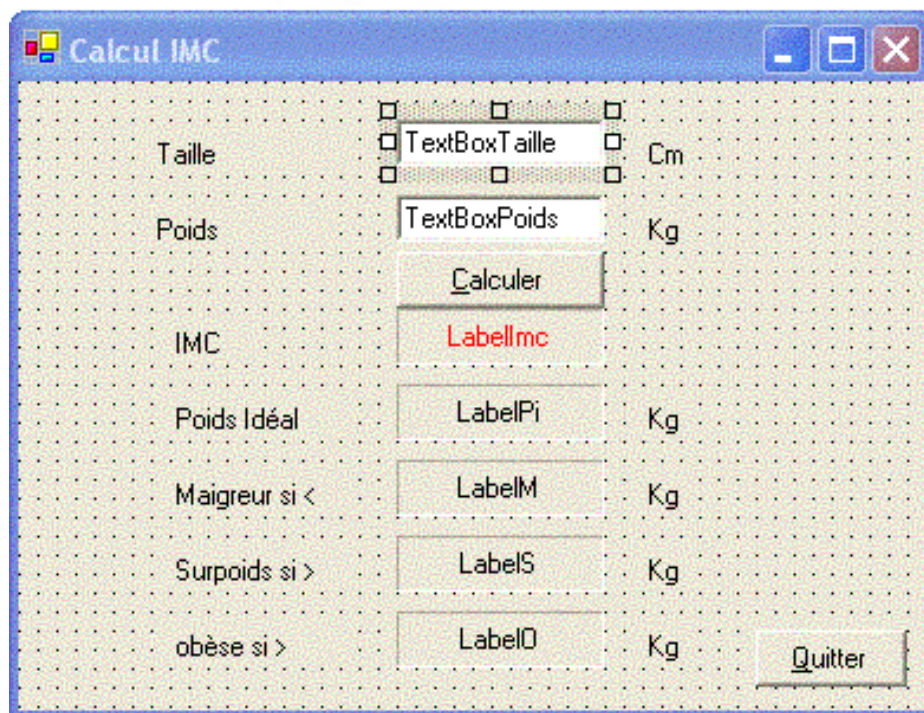 Calcul IMC
Taille TextBoxTaille Cm
Poids TextBoxPoids Kg
Calculer
IMC LabelImc
Poids Idéal LabelPi Kg
Maigreur si < LabelM Kg
Surpoids si > LabelS Kg
obèse si > LabelO Kg
Quitter